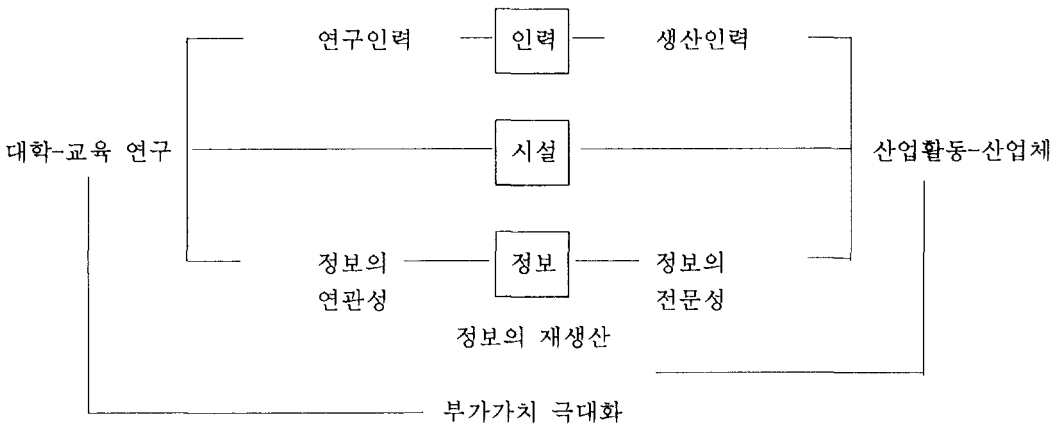 연구인력 인력 생산인력
대학-교육 연구 시설 산업활동-산업체
정보의 정보 정보의
연관성 전문성
정보의 재생산
부가가치 극대화